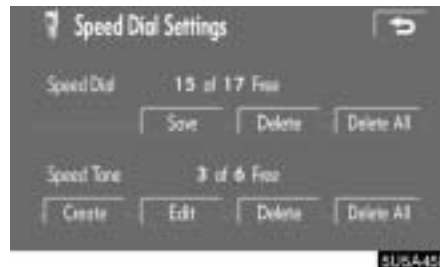 Speed Dial Settings
Speed Dial 15 of 17 Free
Save Delete Delete All
Speed Tone 3 of 6 Free
Create Edit Delete Delete All